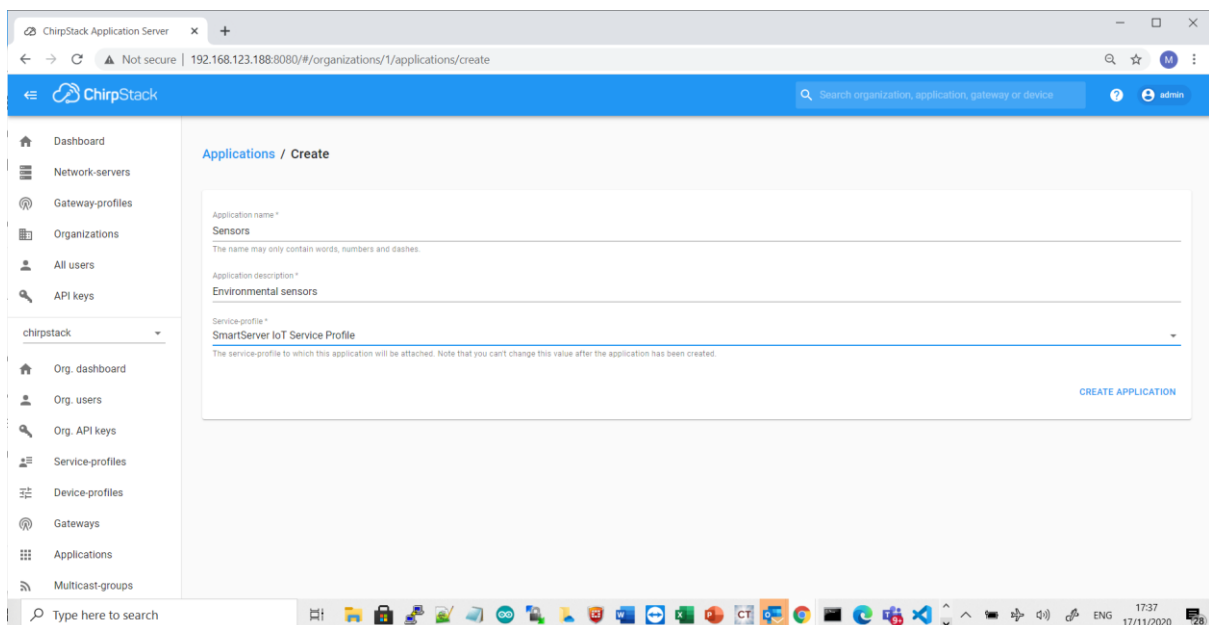 ChirpStack Application Server
Not secure | 192.168.123.188:8080/#/organizations/1/applications/create
M
ChirpStack
Search organization, application, gateway or device
?
admin
Dashboard
Network-servers
Gateway-profiles
Organizations
All users
API keys
chirpstack
Org. dashboard
Org. users
Org. API keys
Service-profiles
Device-profiles
Gateways
Applications
Multicast-groups
Applications / Create
Application name *
Sensors
The name may only contain words, numbers and dashes.
Application description *
Environmental sensors
Service-profile *
SmartServer IoT Service Profile
The service-profile to which this application will be attached. Note that you can't change this value after the application has been created.
CREATE APPLICATION
Type here to search
CT
ENG
17:37
17/11/2020
28